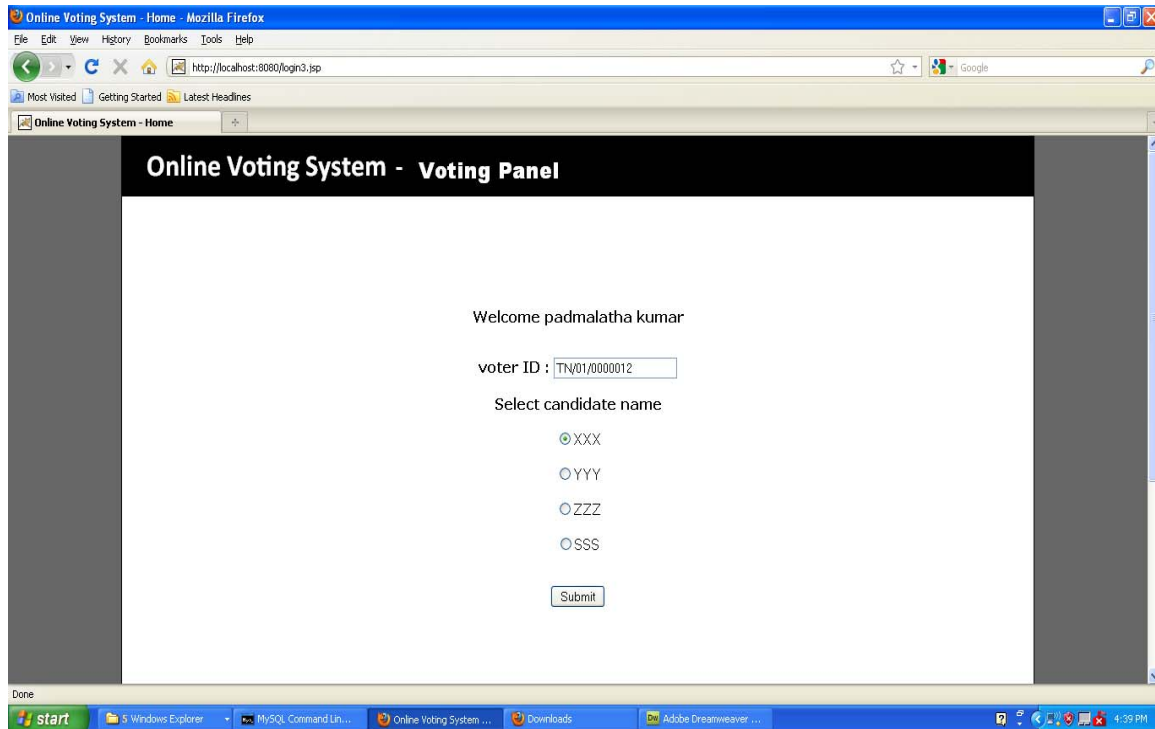 Online Voting System - Home - Mozilla Firefox
File Edit View History Bookmarks Tools Help
http://localhost:8080/login3.jsp
Google
Most Visited Getting Started Latest Headlines
Online Voting System - Home
Online Voting System - Voting Panel
Welcome padmalatha kumar
voter ID : TN/01/0000012
Select candidate name
XXX
YYY
ZZZ
SSS
Submit
Done
start 5 Windows Explorer MySQL Command Lin... Online Voting System ... Downloads Dw Adobe Dreamweaver ... 4:39 PM